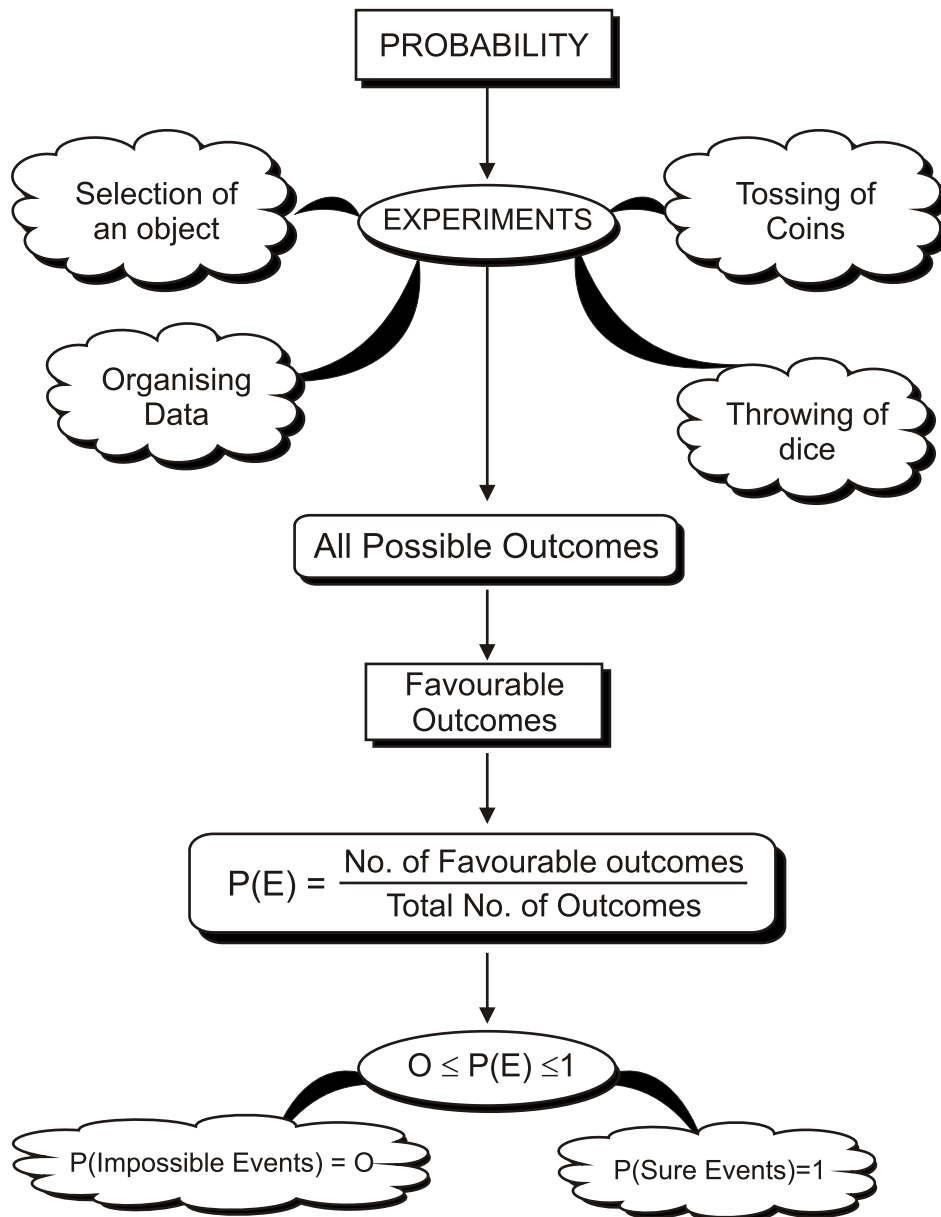 PROBABILITY
Selection of
an object
EXPERIMENTS
Tossing of
Coins
Organising
Data
Throwing of
dice
All Possible Outcomes
Favourable
Outcomes
P(E) = No. of Favourable outcomes
Total No. of Outcomes
O ≤ P(E) ≤1
P(Impossible Events) = O
P(Sure Events)=1